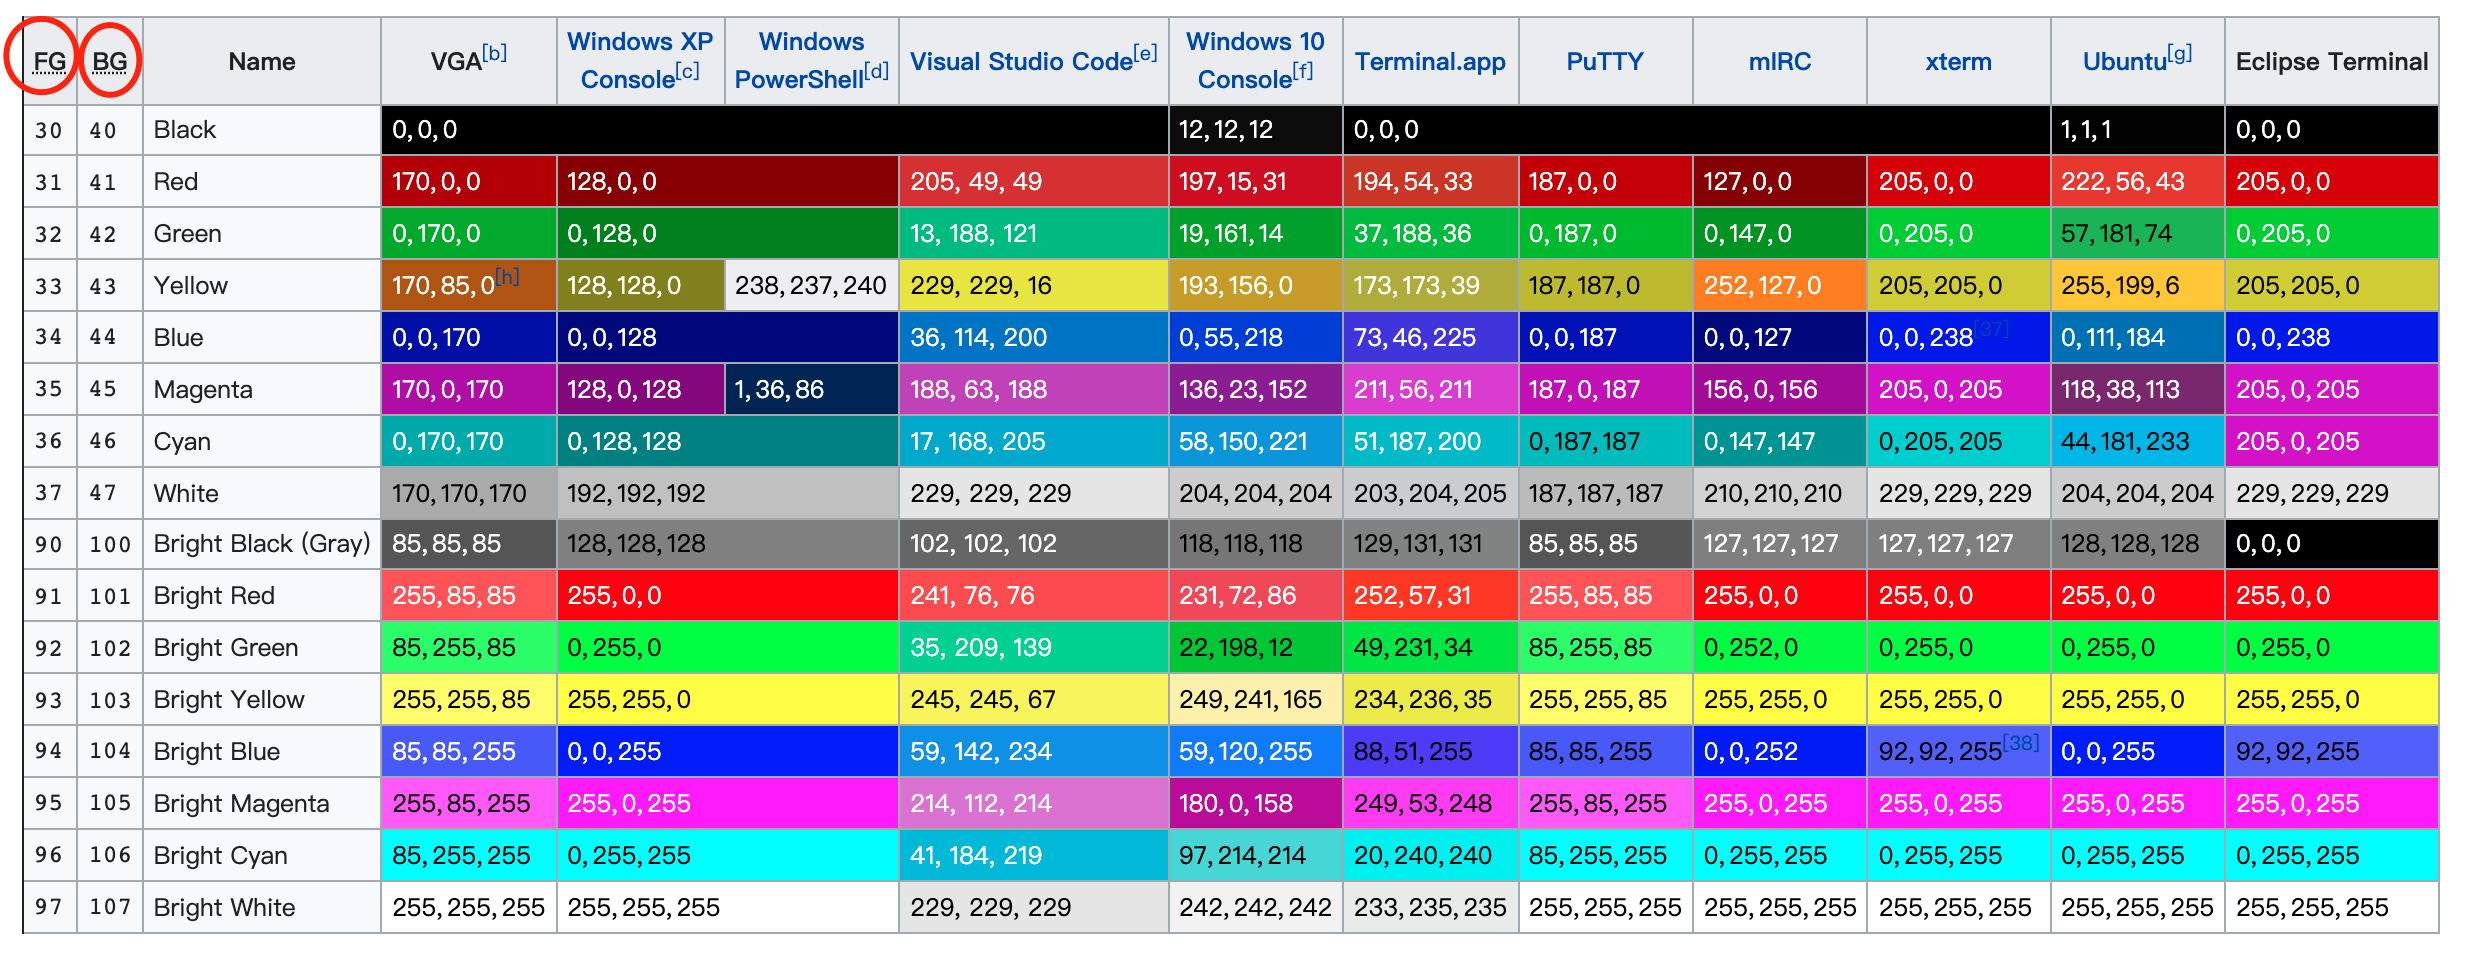 FG BG Name VGA[b] Windows XP Console[c] Windows PowerShell[d] Visual Studio Code[e] Windows 10 Console[f] Terminal.app PuTTY mIRC xterm Ubuntu[g] Eclipse Terminal
30 40 Black 0,0,0 12,12,12 0,0,0 1,1,1 0,0,0
31 41 Red 170,0,0 128,0,0 205, 49, 49 197,15,31 194,54,33 187,0,0 127,0,0 205,0,0 222,56,43 205,0,0
32 42 Green 0,170,0 0,128,0 13, 188, 121 19,161,14 37,188,36 0,187,0 0,147,0 0,205,0 57,181,74 0,205,0
33 43 Yellow 170,85,0[h] 128,128,0 238,237,240 229, 229, 16 193,156,0 173,173,39 187,187,0 252,127,0 205,205,0 255,199,6 205,205,0
34 44 Blue 0,0,170 0,0,128 36, 114, 200 0,55,218 73,46,225 0,0,187 0,0,127 0,0,238[37] 0,111,184 0,0,238
35 45 Magenta 170,0,170 128,0,128 1,36,86 188, 63, 188 136,23,152 211,56,211 187,0,187 156,0,156 205,0,205 118,38,113 205,0,205
36 46 Cyan 0,170,170 0,128,128 17, 168, 205 58,150,221 51,187,200 0,187,187 0,147,147 0,205,205 44,181,233 205,0,205
37 47 White 170,170,170 192,192,192 229, 229, 229 204,204,204 203,204,205 187,187,187 210,210,210 229,229,229 204,204,204 229,229,229
90 100 Bright Black (Gray) 85,85,85 128,128,128 102, 102, 102 118,118,118 129,131,131 85,85,85 127,127,127 127,127,127 128,128,128 0,0,0
91 101 Bright Red 255,85,85 255,0,0 241, 76, 76 231,72,86 252,57,31 255,85,85 255,0,0 255,0,0 255,0,0 255,0,0
92 102 Bright Green 85,255,85 0,255,0 35, 209, 139 22,198,12 49,231,34 85,255,85 0,252,0 0,255,0 0,255,0 0,255,0
93 103 Bright Yellow 255,255,85 255,255,0 245, 245, 67 249,241,165 234,236,35 255,255,85 255,255,0 255,255,0 255,255,0 255,255,0
94 104 Bright Blue 85,85,255 0,0,255 59, 142, 234 59,120,255 88,51,255 85,85,255 0,0,252 92,92,255[38] 0,0,255 92,92,255
95 105 Bright Magenta 255,85,255 255,0,255 214, 112, 214 180,0,158 249,53,248 255,85,255 255,0,255 255,0,255 255,0,255 255,0,255
96 106 Bright Cyan 85,255,255 0,255,255 41, 184, 219 97,214,214 20,240,240 85,255,255 0,255,255 0,255,255 0,255,255 0,255,255
97 107 Bright White 255,255,255 255,255,255 229, 229, 229 242,242,242 233,235,235 255,255,255 255,255,255 255,255,255 255,255,255 255,255,255